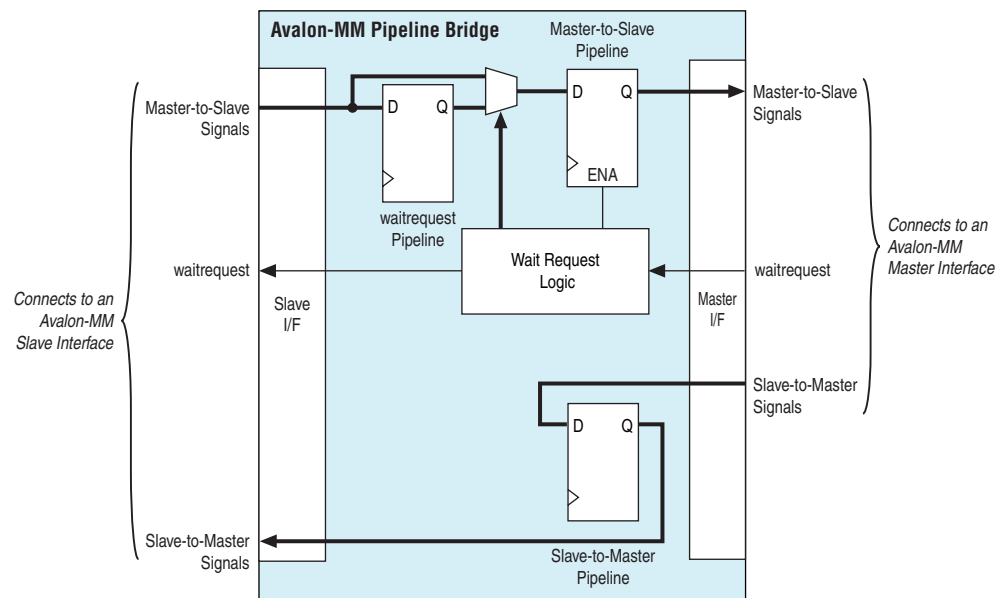 Avalon-MM Pipeline Bridge
Master-to-Slave
Pipeline
Master-to-Slave
Signals
D
Q
D
Q
ENA
Master-to-Slave
Signals
waitrequest
Pipeline
Wait Request
Logic
waitrequest
waitrequest
Connects to an
Avalon-MM
Slave Interface
Slave
I/F
Master
I/F
Connects to an
Avalon-MM
Master Interface
Slave-to-Master
Signals
D
Q
Slave-to-Master
Signals
Slave-to-Master
Pipeline